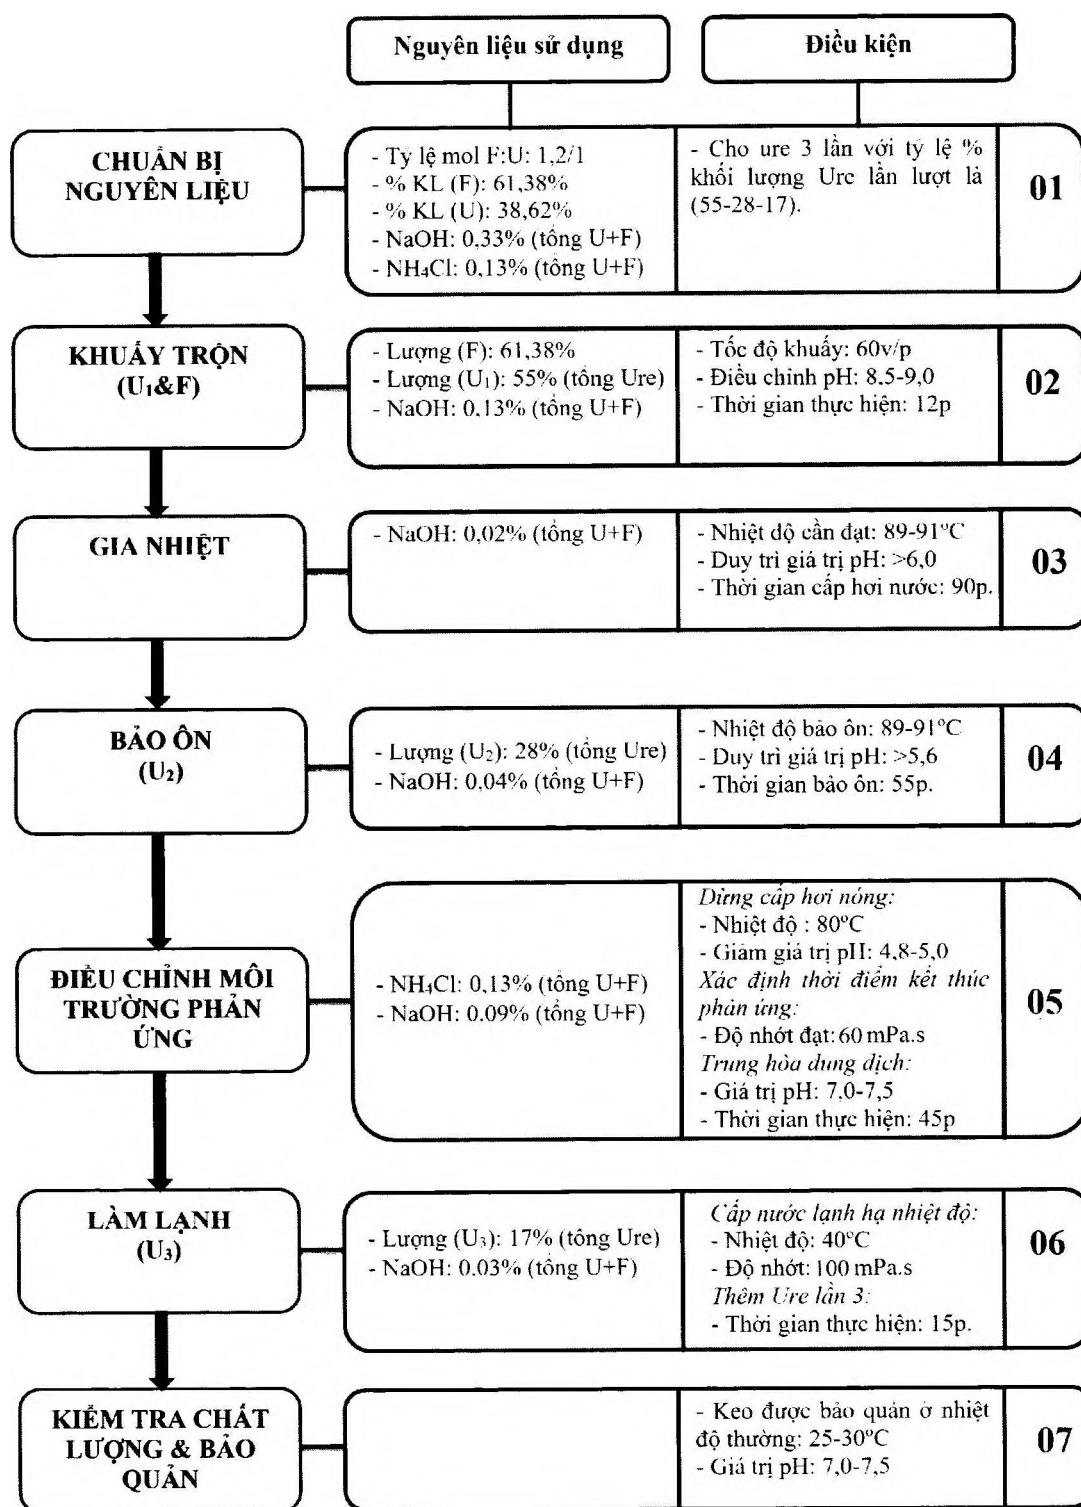 Nguyên liệu sử dụng
Điều kiện
CHUẨN BỊ
NGUYÊN LIỆU
- Tỷ lệ mol F:U: 1,2/1
- % KL (F): 61,38%
- % KL (U): 38,62%
- NaOH: 0,33% (tổng U+F)
- NH₄Cl: 0,13% (tổng U+F)
- Cho ure 3 lần với tỷ lệ %
khối lượng Ure lần lượt là
(55-28-17).
01
KHUẤY TRỘN
(U₁&F)
- Lượng (F): 61,38%
- Lượng (U₁): 55% (tổng Ure)
- NaOH: 0,13% (tổng U+F)
- Tốc độ khuấy: 60v/p
- Điều chỉnh pH: 8.5-9,0
- Thời gian thực hiện: 12p
02
GIA NHIỆT
- NaOH: 0,02% (tổng U+F)
- Nhiệt độ cần đạt: 89-91°C
- Duy trì giá trị pH: >6,0
- Thời gian cấp hơi nước: 90p.
03
BẢO ÔN
(U₂)
- Lượng (U₂): 28% (tổng Ure)
- NaOH: 0.04% (tổng U+F)
- Nhiệt độ bảo ôn: 89-91°C
- Duy trì giá trị pH: >5,6
- Thời gian bảo ôn: 55p.
04
ĐIỀU CHỈNH MÔI
TRƯỜNG PHẢN
ỨNG
- NH₄Cl: 0,13% (tổng U+F)
- NaOH: 0.09% (tổng U+F)
Dừng cấp hơi nóng:
- Nhiệt độ : 80°C
- Giảm giá trị pH: 4,8-5,0
Xác định thời điểm kết thúc
phản ứng:
- Độ nhớt đạt: 60 mPa.s
Trung hòa dung dịch:
- Giá trị pH: 7,0-7,5
- Thời gian thực hiện: 45p
05
LÀM LẠNH
(U₃)
- Lượng (U₃): 17% (tổng Ure)
- NaOH: 0.03% (tổng U+F)
Cấp nước lạnh hạ nhiệt độ:
- Nhiệt độ: 40°C
- Độ nhớt: 100 mPa.s
Thêm Ure lần 3:
- Thời gian thực hiện: 15p.
06
KIỂM TRA CHẤT
LƯỢNG & BẢO
QUẢN
- Keo được bảo quản ở nhiệt
độ thường: 25-30°C
- Giá trị pH: 7,0-7,5
07